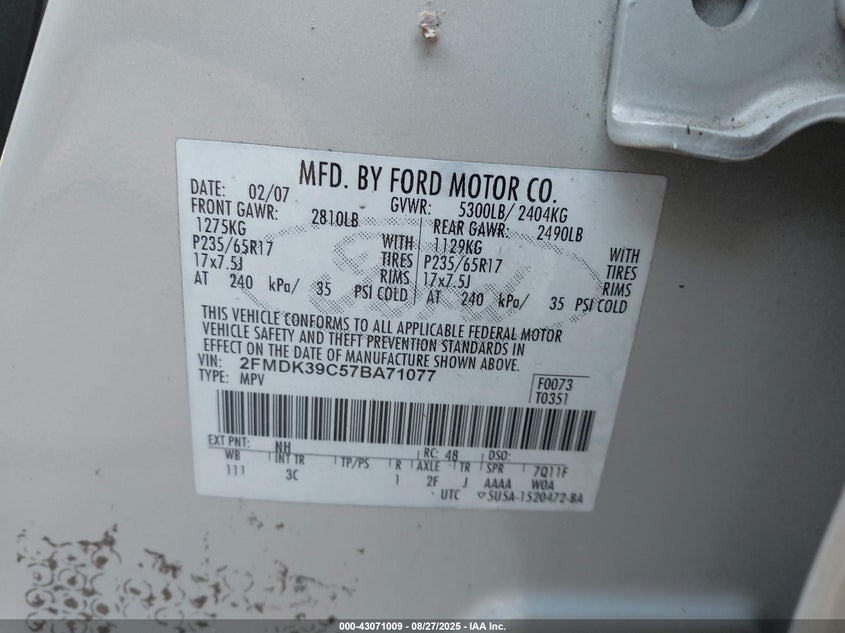 MFD. BY FORD MOTOR CO.
DATE: 02/07 GVWR: 5300LB/ 2404KG
FRONT GAWR: 2810LB REAR GAWR: 2490LB
1275KG WITH 1129KG WITH
P235/65R17 TIRES P235/65R17 TIRES
17x7.5J RIMS 17x7.5J RIMS
AT 240 kPa/ 35 PSI COLD AT 240 kPa/ 35 PSI COLD
Ford
THIS VEHICLE CONFORMS TO ALL APPLICABLE FEDERAL MOTOR
VEHICLE SAFETY AND THEFT PREVENTION STANDARDS IN
EFFECT ON THE DATE OF MANUFACTURE SHOWN ABOVE.
VIN: 2FMDK39C57BA71077
TYPE: MPV
F0073
T0351
EXT PNT: NH RC: 48 DSO:
WB INT TR TP/PS R AXLE TR SPR 7Q11F
111 3C 1 2F J AAAA W0A
UTC ▽5USA-1520472-BA
000-43071009 - 08/27/2025 - IAA Inc.